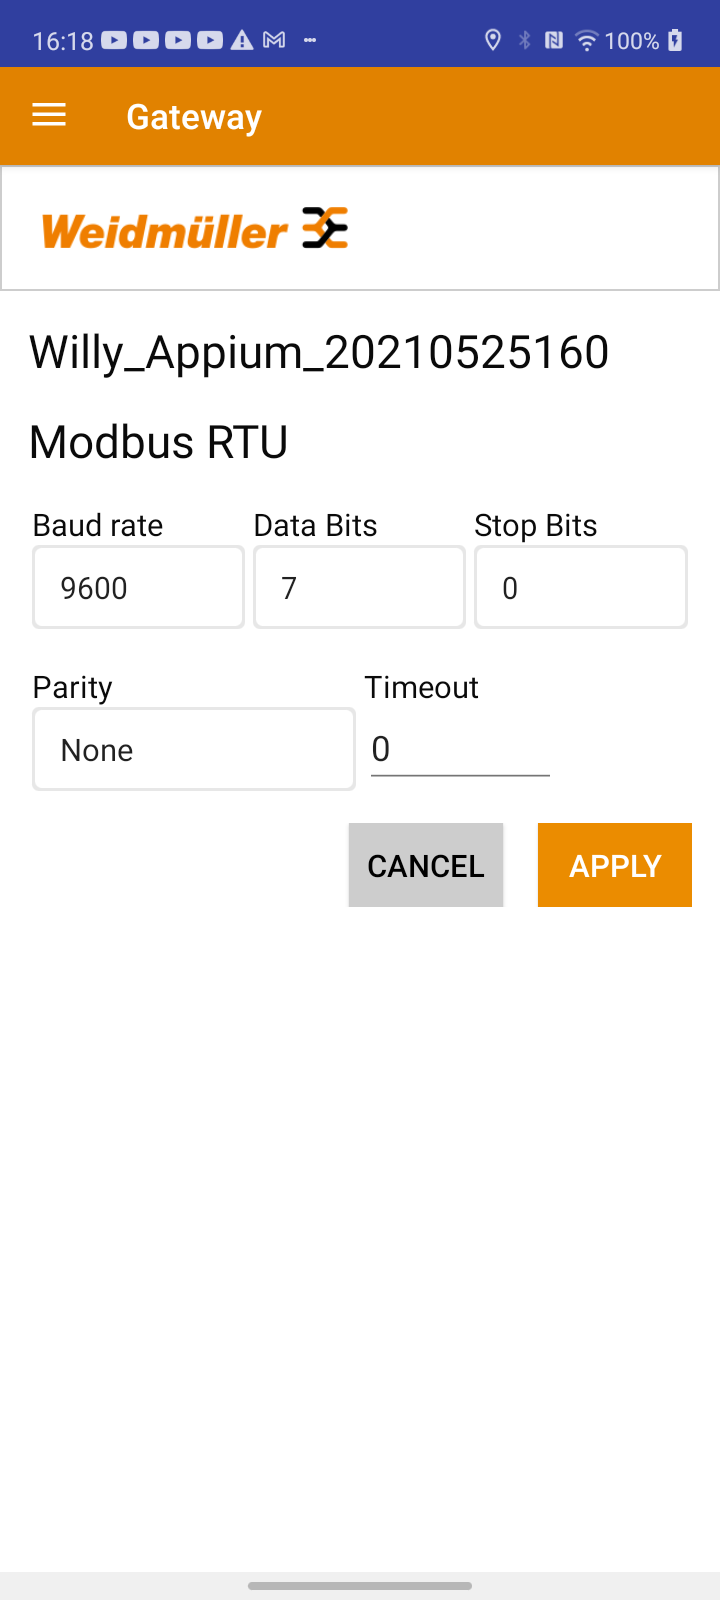 16:18 100%
Gateway
Weidmüller
Willy_Appium_20210525160
Modbus RTU
Baud rate Data Bits Stop Bits
9600 7 0
Parity Timeout
None 0
CANCEL APPLY